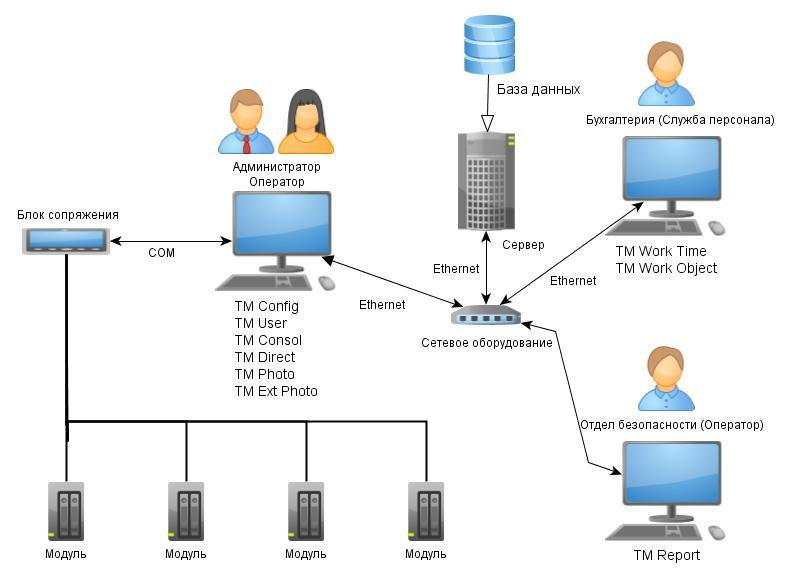 База данных
Бухгалтерия (Служба персонала)
Администратор
Оператор
Блок сопряжения
COM
Сервер
Ethernet
Ethernet
TM Work Time
TM Work Object
Ethernet
TM Config
TM User
TM Consol
TM Direct
TM Photo
TM Ext Photo
Сетевое оборудование
Отдел безопасности (Оператор)
TM Report
Модуль
Модуль
Модуль
Модуль